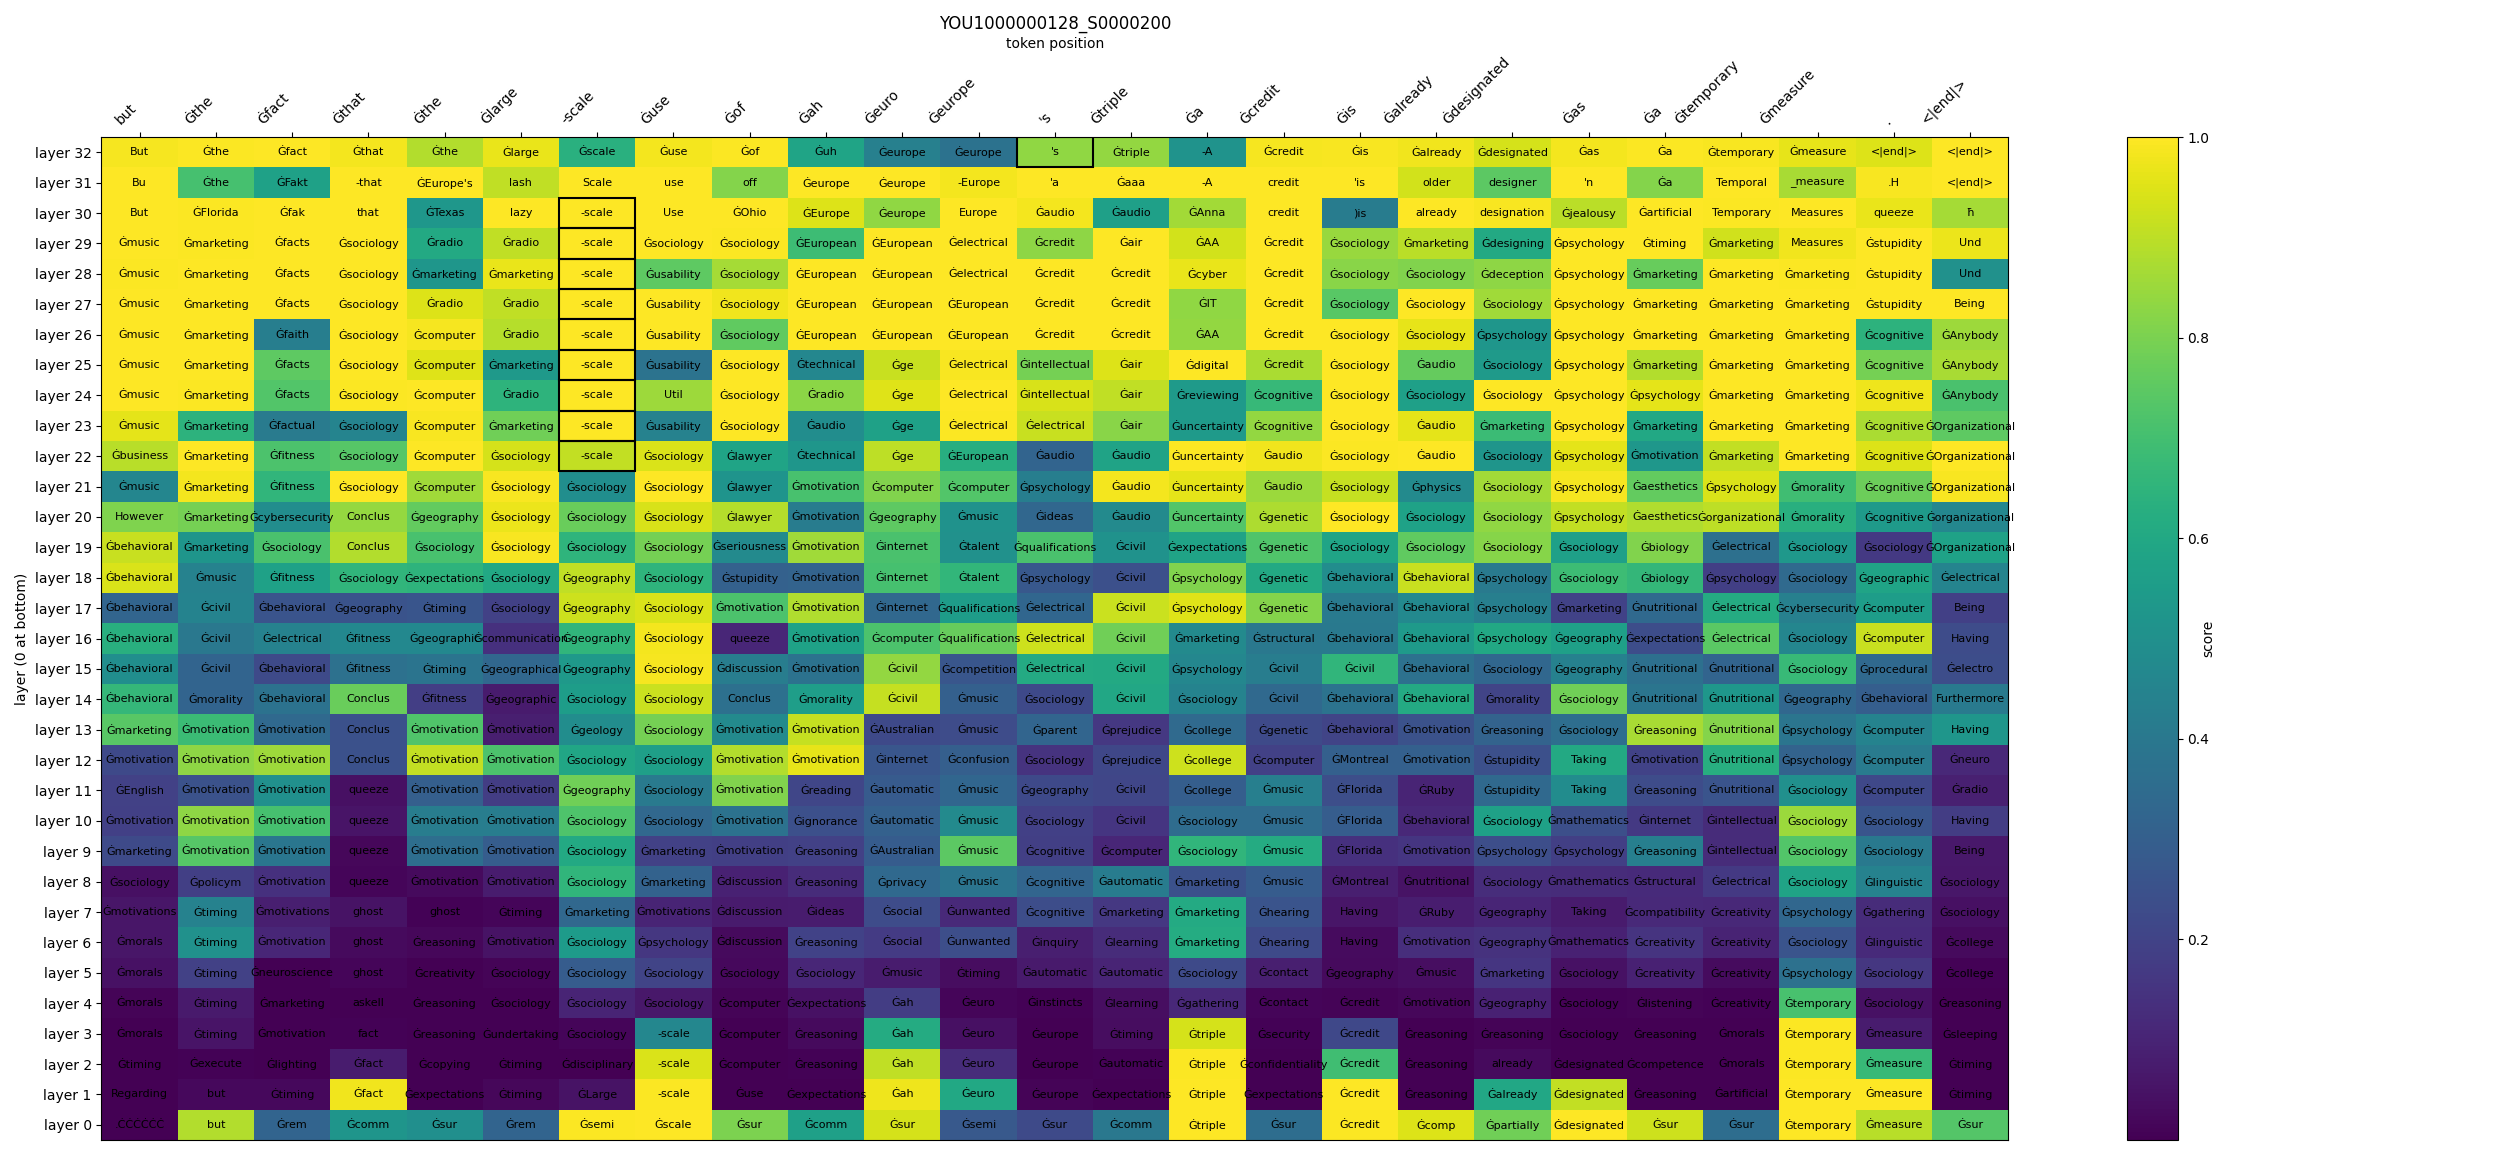 YOU1000000128_S0000200
token position
but Ġthe Ġfact Ġthat Ġthe Ġlarge -scale Ġuse Ġof Ġah Ġeuro Ġeurope 's Ġtriple Ġa Ġcredit Ġis Ġalready Ġdesignated Ġas Ġa Ġtemporary Ġmeasure . <|end|>
layer 32 But Ġthe Ġfact Ġthat Ġthe Ġlarge Ġscale Ġuse Ġof Ġuh Ġeurope Ġeurope 's Ġtriple -A Ġcredit Ġis Ġalready Ġdesignated Ġas Ġa Ġtemporary Ġmeasure <|end|> <|end|> 1.0
layer 31 Bu Ġthe ĠFakt -that ĠEurope's lash Scale use off Ġeurope Ġeurope -Europe 'a Ġaaa -A credit 'is older designer 'n Ġa Temporal _measure .H <|end|>
layer 30 But ĠFlorida Ġfak that ĠTexas lazy -scale Use ĠOhio ĠEurope Ġeurope Europe Ġaudio Ġaudio ĠAnna credit )is already designation Ġjealousy Ġartificial Temporary Measures queeze ħ
layer 29 Ġmusic Ġmarketing Ġfacts Ġsociology Ġradio Ġradio -scale Ġsociology Ġsociology ĠEuropean ĠEuropean Ġelectrical Ġcredit Ġair ĠAA Ġcredit Ġsociology Ġmarketing Ġdesigning Ġpsychology Ġtiming Ġmarketing Measures Ġstupidity Und
layer 28 Ġmusic Ġmarketing Ġfacts Ġsociology Ġmarketing Ġmarketing -scale Ġusability Ġsociology ĠEuropean ĠEuropean Ġelectrical Ġcredit Ġcredit Ġcyber Ġcredit Ġsociology Ġsociology Ġdeception Ġpsychology Ġmarketing Ġmarketing Ġmarketing Ġstupidity Und
layer 27 Ġmusic Ġmarketing Ġfacts Ġsociology Ġradio Ġradio -scale Ġusability Ġsociology ĠEuropean ĠEuropean ĠEuropean Ġcredit Ġcredit ĠIT Ġcredit Ġsociology Ġsociology Ġsociology Ġpsychology Ġmarketing Ġmarketing Ġmarketing Ġstupidity Being
layer 26 Ġmusic Ġmarketing Ġfaith Ġsociology Ġcomputer Ġradio -scale Ġusability Ġsociology ĠEuropean ĠEuropean ĠEuropean Ġcredit Ġcredit ĠAA Ġcredit Ġsociology Ġsociology Ġpsychology Ġpsychology Ġmarketing Ġmarketing Ġmarketing Ġcognitive ĠAnybody 0.8
layer 25 Ġmusic Ġmarketing Ġfacts Ġsociology Ġcomputer Ġmarketing -scale Ġusability Ġsociology Ġtechnical Ġge Ġelectrical Ġintellectual Ġair Ġdigital Ġcredit Ġsociology Ġaudio Ġsociology Ġpsychology Ġmarketing Ġmarketing Ġmarketing Ġcognitive ĠAnybody
layer 24 Ġmusic Ġmarketing Ġfacts Ġsociology Ġcomputer Ġradio -scale Util Ġsociology Ġradio Ġge Ġelectrical Ġintellectual Ġair Ġreviewing Ġcognitive Ġsociology Ġsociology Ġsociology Ġpsychology Ġpsychology Ġmarketing Ġmarketing Ġcognitive ĠAnybody
layer 23 Ġmusic Ġmarketing Ġfactual Ġsociology Ġcomputer Ġmarketing -scale Ġusability Ġsociology Ġaudio Ġge Ġelectrical Ġelectrical Ġair Ġuncertainty Ġcognitive Ġsociology Ġaudio Ġmarketing Ġpsychology Ġmarketing Ġmarketing Ġmarketing Ġcognitive ĠOrganizational
layer 22 Ġbusiness Ġmarketing Ġfitness Ġsociology Ġcomputer Ġsociology -scale Ġsociology Ġlawyer Ġtechnical Ġge ĠEuropean Ġaudio Ġaudio Ġuncertainty Ġaudio Ġsociology Ġaudio Ġsociology Ġpsychology Ġmotivation Ġmarketing Ġmarketing Ġcognitive ĠOrganizational
layer 21 Ġmusic Ġmarketing Ġfitness Ġsociology Ġcomputer Ġsociology Ġsociology Ġsociology Ġlawyer Ġmotivation Ġcomputer Ġcomputer Ġpsychology Ġaudio Ġuncertainty Ġaudio Ġsociology Ġphysics Ġsociology Ġpsychology Ġaesthetics Ġpsychology Ġmorality Ġcognitive ĠOrganizational
layer 20 However Ġmarketing Ġcybersecurity Conclus Ġgeography Ġsociology Ġsociology Ġsociology Ġlawyer Ġmotivation Ġgeography Ġmusic Ġideas Ġaudio Ġuncertainty Ġgenetic Ġsociology Ġsociology Ġsociology Ġpsychology Ġaesthetics Ġorganizational Ġmorality Ġcognitive Ġorganizational
layer 19 Ġbehavioral Ġmarketing Ġsociology Conclus Ġsociology Ġsociology Ġsociology Ġsociology Ġseriousness Ġmotivation Ġinternet Ġtalent Ġqualifications Ġcivil Ġexpectations Ġgenetic Ġsociology Ġsociology Ġsociology Ġsociology Ġbiology Ġelectrical Ġsociology Ġsociology ĠOrganizational 0.6
layer 18 Ġbehavioral Ġmusic Ġfitness Ġsociology Ġexpectations Ġsociology Ġgeography Ġsociology Ġstupidity Ġmotivation Ġinternet Ġtalent Ġpsychology Ġcivil Ġpsychology Ġgenetic Ġbehavioral Ġbehavioral Ġpsychology Ġsociology Ġbiology Ġpsychology Ġsociology Ġgeographic Ġelectrical
layer 17 Ġbehavioral Ġcivil Ġbehavioral Ġgeography Ġtiming Ġsociology Ġgeography Ġsociology Ġmotivation Ġmotivation Ġinternet Ġqualifications Ġelectrical Ġcivil Ġpsychology Ġgenetic Ġbehavioral Ġbehavioral Ġpsychology Ġmarketing Ġnutritional Ġelectrical Ġcybersecurity Ġcomputer Being
layer 16 Ġbehavioral Ġcivil Ġelectrical Ġfitness Ġgeographic Ġcommunication Ġgeography Ġsociology queeze Ġmotivation Ġcomputer Ġqualifications Ġelectrical Ġcivil Ġmarketing Ġstructural Ġbehavioral Ġbehavioral Ġpsychology Ġgeography Ġexpectations Ġelectrical Ġsociology Ġcomputer Having
layer (0 at bottom)
score
layer 15 Ġbehavioral Ġcivil Ġbehavioral Ġfitness Ġtiming Ġgeographical Ġgeography Ġsociology Ġdiscussion Ġmotivation Ġcivil Ġcompetition Ġelectrical Ġcivil Ġpsychology Ġcivil Ġcivil Ġbehavioral Ġsociology Ġgeography Ġnutritional Ġnutritional Ġsociology Ġprocedural Ġelectro
layer 14 Ġbehavioral Ġmorality Ġbehavioral Conclus Ġfitness Ġgeographic Ġsociology Ġsociology Conclus Ġmorality Ġcivil Ġmusic Ġsociology Ġcivil Ġsociology Ġcivil Ġbehavioral Ġbehavioral Ġmorality Ġsociology Ġnutritional Ġnutritional Ġgeography Ġbehavioral Furthermore
layer 13 Ġmarketing Ġmotivation Ġmotivation Conclus Ġmotivation Ġmotivation Ġgeology Ġsociology Ġmotivation Ġmotivation ĠAustralian Ġmusic Ġparent Ġprejudice Ġcollege Ġgenetic Ġbehavioral Ġmotivation Ġreasoning Ġsociology Ġreasoning Ġnutritional Ġpsychology Ġcomputer Having 0.4
layer 12 Ġmotivation Ġmotivation Ġmotivation Conclus Ġmotivation Ġmotivation Ġsociology Ġsociology Ġmotivation Ġmotivation Ġinternet Ġconfusion Ġsociology Ġprejudice Ġcollege Ġcomputer ĠMontreal Ġmotivation Ġstupidity Taking Ġmotivation Ġnutritional Ġpsychology Ġcomputer Ġneuro
layer 11 ĠEnglish Ġmotivation Ġmotivation queeze Ġmotivation Ġmotivation Ġgeography Ġsociology Ġmotivation Ġreading Ġautomatic Ġmusic Ġgeography Ġcivil Ġcollege Ġmusic ĠFlorida ĠRuby Ġstupidity Taking Ġreasoning Ġnutritional Ġsociology Ġcomputer Ġradio
layer 10 Ġmotivation Ġmotivation Ġmotivation queeze Ġmotivation Ġmotivation Ġsociology Ġsociology Ġmotivation Ġignorance Ġautomatic Ġmusic Ġsociology Ġcivil Ġsociology Ġmusic ĠFlorida Ġbehavioral Ġsociology Ġmathematics Ġinternet Ġintellectual Ġsociology Ġsociology Having
layer 9 Ġmarketing Ġmotivation Ġmotivation queeze Ġmotivation Ġmotivation Ġsociology Ġmarketing Ġmotivation Ġreasoning ĠAustralian Ġmusic Ġcognitive Ġcomputer Ġsociology Ġmusic ĠFlorida Ġmotivation Ġpsychology Ġpsychology Ġreasoning Ġintellectual Ġsociology Ġsociology Being
layer 8 Ġsociology Ġpolicym Ġmotivation queeze Ġmotivation Ġmotivation Ġsociology Ġmarketing Ġdiscussion Ġreasoning Ġprivacy Ġmusic Ġcognitive Ġautomatic Ġmarketing Ġmusic ĠMontreal Ġnutritional Ġsociology Ġmathematics Ġstructural Ġelectrical Ġsociology Ġlinguistic Ġsociology
layer 7 Ġmotivations Ġtiming Ġmotivations ghost ghost Ġtiming Ġmarketing Ġmotivations Ġdiscussion Ġideas Ġsocial Ġunwanted Ġcognitive Ġmarketing Ġmarketing Ġhearing Having ĠRuby Ġgeography Taking Ġcompatibility Ġcreativity Ġpsychology Ġgathering Ġsociology
layer 6 Ġmorals Ġtiming Ġmotivation ghost Ġreasoning Ġmotivation Ġsociology Ġpsychology Ġdiscussion Ġreasoning Ġsocial Ġunwanted Ġinquiry Ġlearning Ġmarketing Ġhearing Having Ġmotivation Ġgeography Ġmathematics Ġcreativity Ġcreativity Ġsociology Ġlinguistic Ġcollege 0.2
layer 5 Ġmorals Ġtiming Ġneuroscience ghost Ġcreativity Ġsociology Ġsociology Ġsociology Ġsociology Ġsociology Ġmusic Ġtiming Ġautomatic Ġautomatic Ġsociology Ġcontact Ġgeography Ġmusic Ġmarketing Ġsociology Ġcreativity Ġcreativity Ġpsychology Ġsociology Ġcollege
layer 4 Ġmorals Ġtiming Ġmarketing askell Ġreasoning Ġsociology Ġsociology Ġsociology Ġcomputer Ġexpectations Ġah Ġeuro Ġinstincts Ġlearning Ġgathering Ġcontact Ġcredit Ġmotivation Ġgeography Ġsociology Ġlistening Ġcreativity Ġtemporary Ġsociology Ġreasoning
layer 3 Ġmorals Ġtiming Ġmotivation fact Ġreasoning Ġundertaking Ġsociology -scale Ġcomputer Ġreasoning Ġah Ġeuro Ġeurope Ġtiming Ġtriple Ġsecurity Ġcredit Ġreasoning Ġreasoning Ġsociology Ġreasoning Ġmorals Ġtemporary Ġmeasure Ġsleeping
layer 2 Ġtiming Ġexecute Ġlighting Ġfact Ġcopying Ġtiming Ġdisciplinary -scale Ġcomputer Ġreasoning Ġah Ġeuro Ġeurope Ġautomatic Ġtriple Ġconfidentiality Ġcredit Ġreasoning already Ġdesignated Ġcompetence Ġmorals Ġtemporary Ġmeasure Ġtiming
layer 1 Regarding but Ġtiming Ġfact Ġexpectations Ġtiming ĠLarge -scale Ġuse Ġexpectations Ġah Ġeuro Ġeurope Ġexpectations Ġtriple Ġexpectations Ġcredit Ġreasoning Ġalready Ġdesignated Ġreasoning Ġartificial Ġtemporary Ġmeasure Ġtiming
layer 0 but Ġrem Ġcomm Ġsur Ġrem Ġsemi Ġscale Ġsur Ġcomm Ġsur Ġsemi Ġsur Ġcomm Ġtriple Ġsur Ġcredit Ġcomp Ġpartially Ġdesignated Ġsur Ġsur Ġtemporary Ġmeasure Ġsur